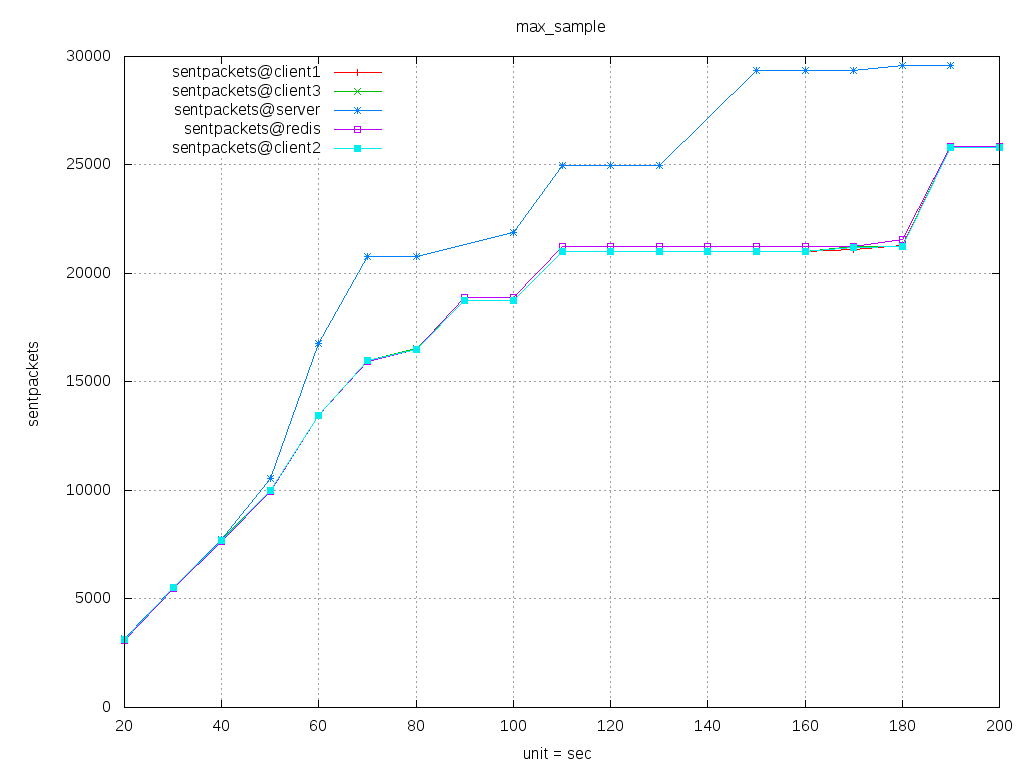 max_sample
30000
25000
20000
15000
10000
5000
0
sentpackets@client1
sentpackets@client3
sentpackets@server
sentpackets@redis
sentpackets@client2
sentpackets
20 40 60 80 100 120 140 160 180 200
unit = sec